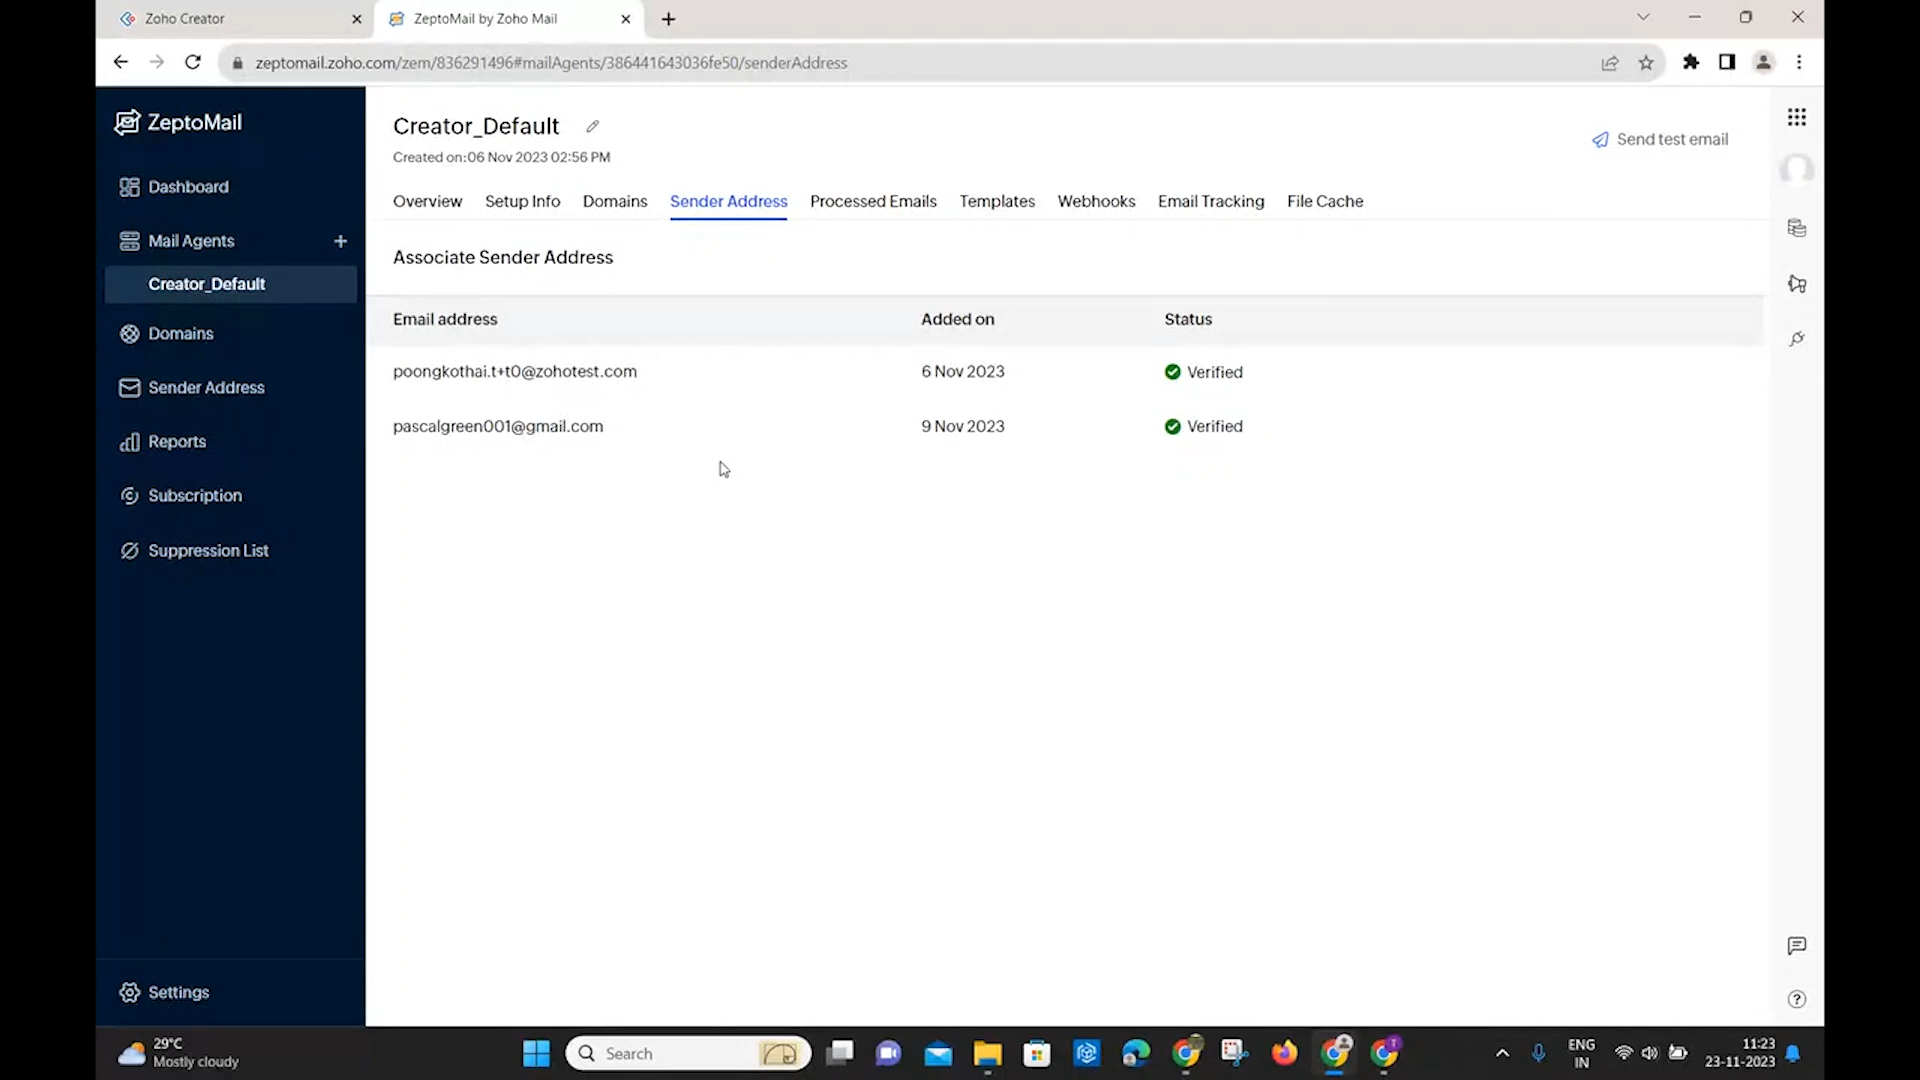 Zoho Creator
ZeptoMail by Zoho Mail
zeptomail.zoho.com/zem/836291496#mailAgents/386441643036fe50/senderAddress
ZeptoMail
Dashboard
Mail Agents
Creator_Default
Domains
Sender Address
Reports
Subscription
Suppression List
Settings
Creator_Default
Created on:06 Nov 2023 02:56 PM
Send test email
Overview Setup Info Domains Sender Address Processed Emails Templates Webhooks Email Tracking File Cache
Associate Sender Address
Email address Added on Status
poongkothai.t+t0@zohotest.com 6 Nov 2023 Verified
pascalgreen001@gmail.com 9 Nov 2023 Verified
29°C
Mostly cloudy
Search
ENG
IN
11:23
23-11-2023